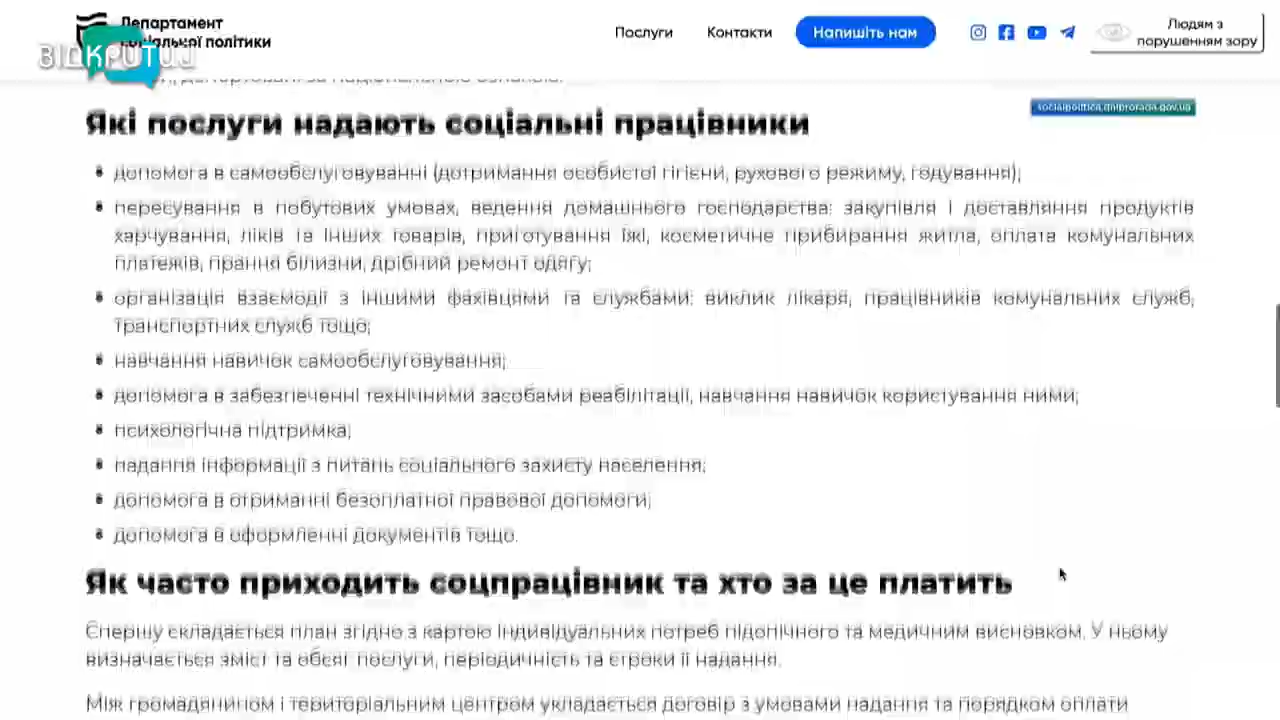 Департамент
соціальної політики
ВІДКРИТИЙ
Послуги
Контакти
Напишіть нам
Людям з
порушенням зору
socialpolitica.dniprorada.gov.ua
Які послуги надають соціальні працівники
допомога в самообслуговуванні (дотримання особистої гігієни, рухового режиму, годування);
пересування в побутових умовах, ведення домашнього господарства: закупівля і доставляння продуктів
харчування, ліків та інших товарів, приготування їжі, косметичне прибирання житла, оплата комунальних
платежів, прання білизни, дрібний ремонт одягу;
організація взаємодії з іншими фахівцями та службами: виклик лікаря, працівників комунальних служб,
транспортних служб тощо;
навчання навичок самообслуговування;
допомога в забезпеченні технічними засобами реабілітації, навчання навичок користування ними;
психологічна підтримка;
надання інформації з питань соціального захисту населення;
допомога в отриманні безоплатної правової допомоги;
допомога в оформленні документів тощо.
Як часто приходить соцпрацівник та хто за це платить
Спершу складається план згідно з картою індивідуальних потреб підопічного та медичним висновком. У ньому
визначається зміст та обсяг послуги, періодичність та строки її надання.
Між громадянином і територіальним центром укладається договір з умовами надання та порядком оплати